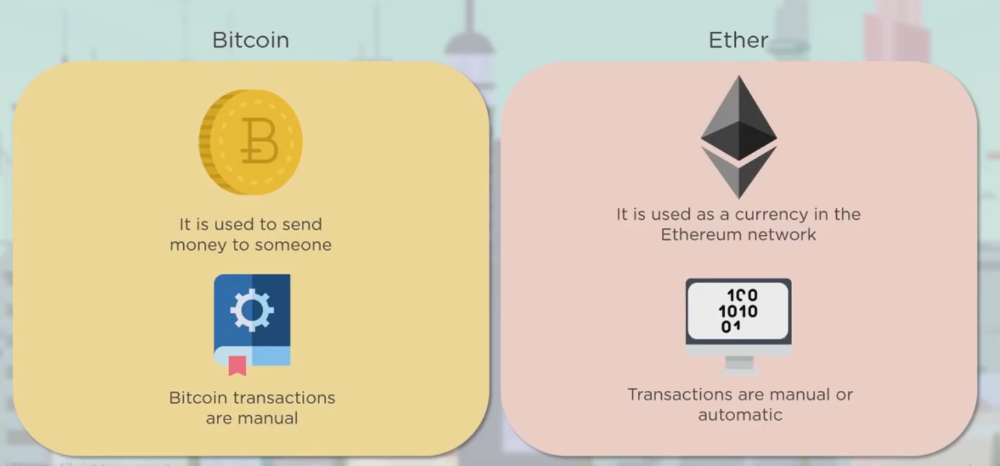 Bitcoin
It is used to send
money to someone
Bitcoin transactions
are manual
Ether
It is used as a currency in the
Ethereum network
100
1010
01
Transactions are manual or
automatic
All rights reserved